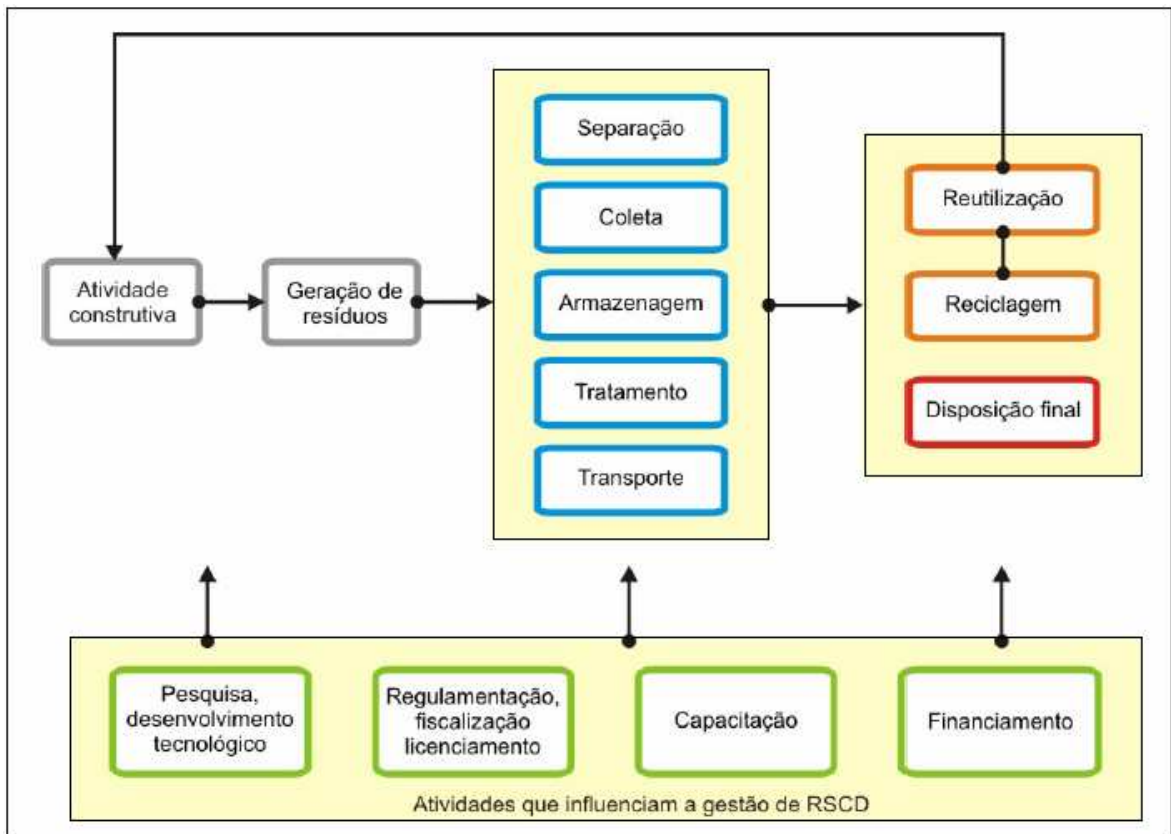 Atividade
construtiva
Geração de
resíduos
Separação
Coleta
Armazenagem
Tratamento
Transporte
Reutilização
Reciclagem
Disposição final
Pesquisa,
desenvolvimento
tecnológico
Regulamentação,
fiscalização
licenciamento
Capacitação
Financiamento
Atividades que influenciam a gestão de RSCD